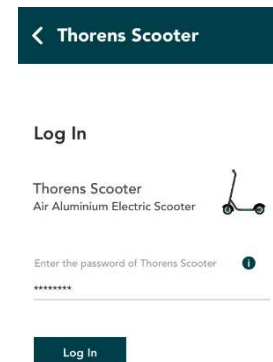 Thorens Scooter
Log In
Thorens Scooter
Air Aluminium Electric Scooter
Enter the password of Thorens Scooter
********
Log In